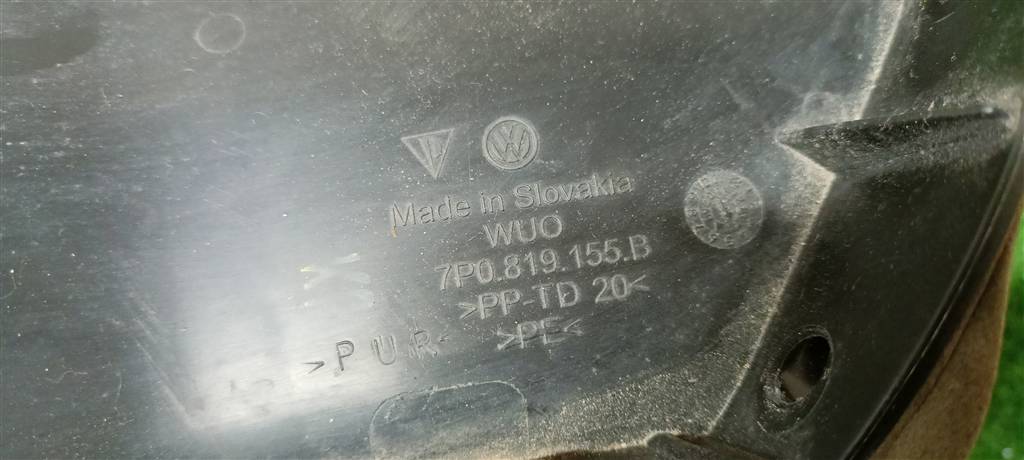 Made in Slovakia
WUO
7P0.819.155.B
>PP-TD 20<
>PE<
>PUR<